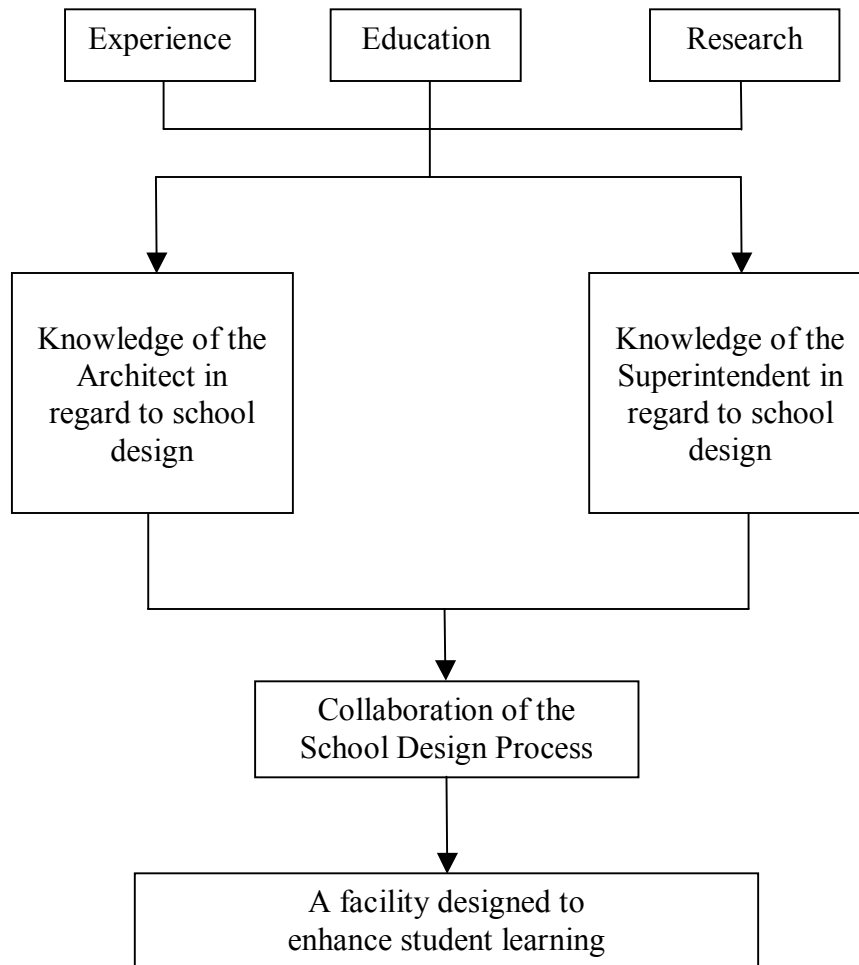 Experience
Education
Research
Knowledge of the
Architect in
regard to school
design
Knowledge of the
Superintendent in
regard to school
design
Collaboration of the
School Design Process
A facility designed to
enhance student learning